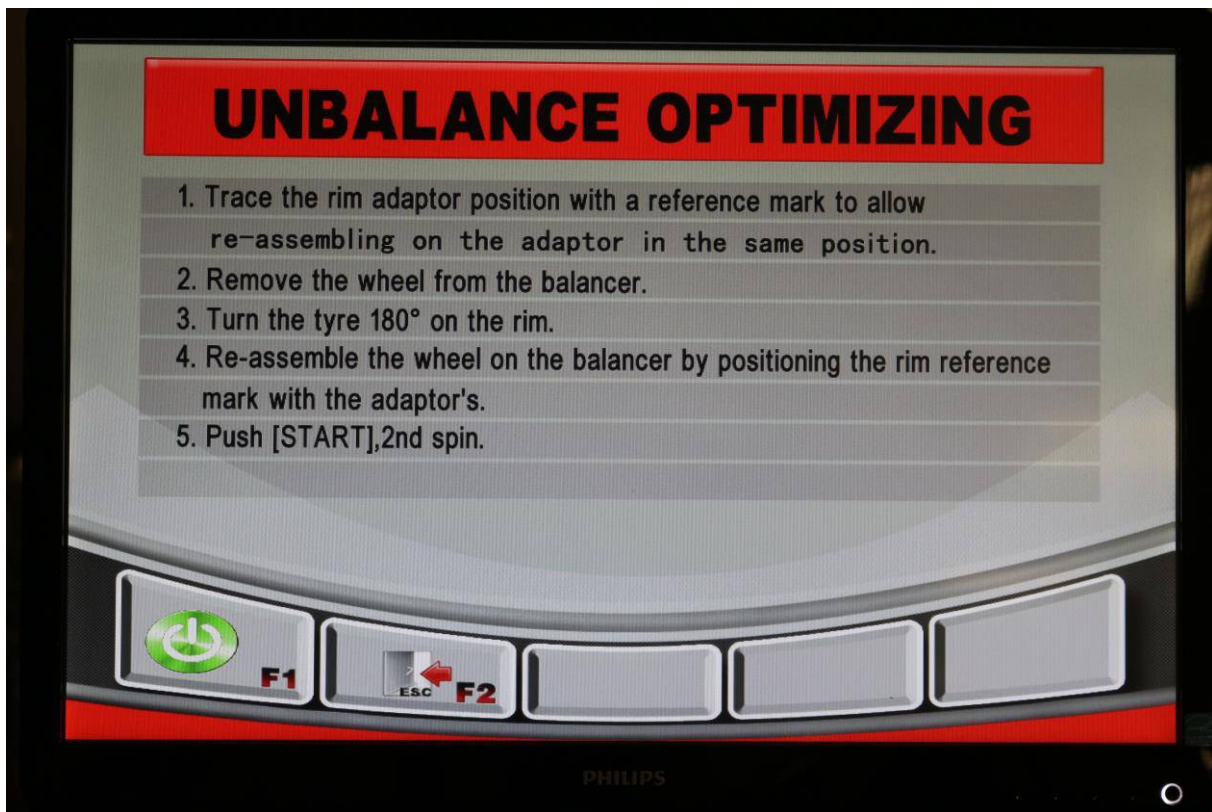 UNBALANCE OPTIMIZING
1. Trace the rim adaptor position with a reference mark to allow
re-assembling on the adaptor in the same position.
2. Remove the wheel from the balancer.
3. Turn the tyre 180° on the rim.
4. Re-assemble the wheel on the balancer by positioning the rim reference
mark with the adaptor's.
5. Push [START],2nd spin.
F1
ESC F2
PHILIPS